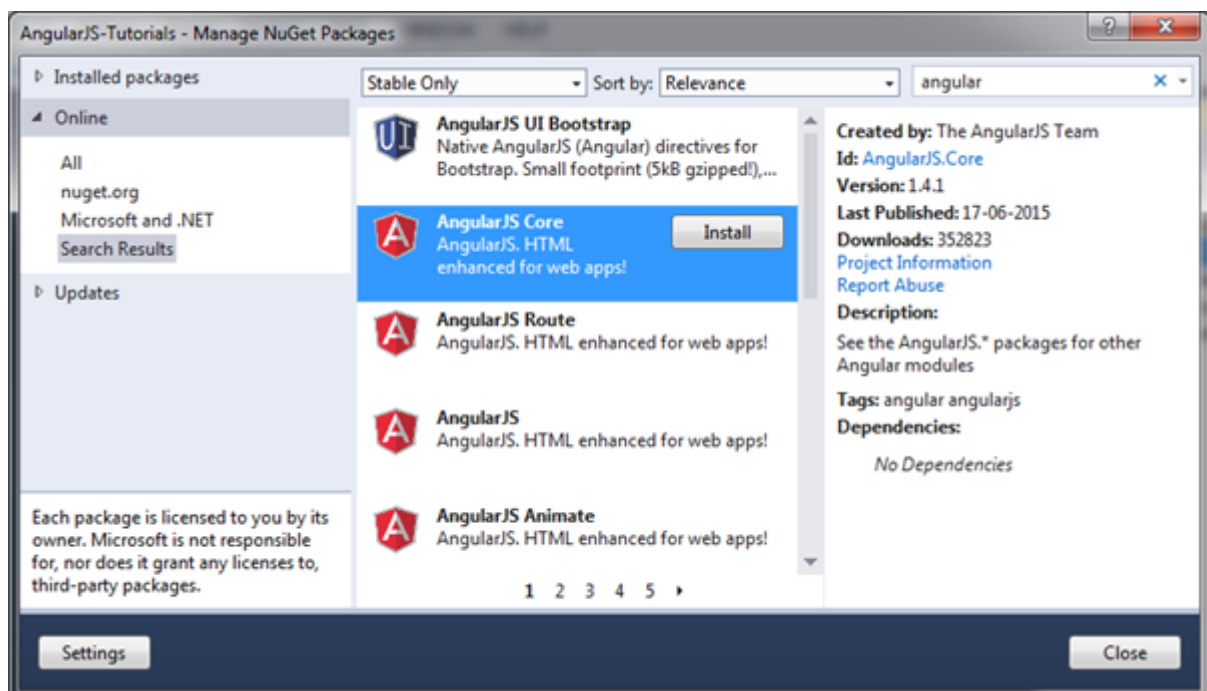 AngularJS-Tutorials - Manage NuGet Packages
Installed packages
Online
All
nuget.org
Microsoft and .NET
Search Results
Updates
Each package is licensed to you by its
owner. Microsoft is not responsible
for, nor does it grant any licenses to,
third-party packages.
Stable Only
Sort by: Relevance
AngularJS UI Bootstrap
Native AngularJS (Angular) directives for
Bootstrap. Small footprint (5kB gzipped!),...
AngularJS Core
AngularJS. HTML
enhanced for web apps!
Install
AngularJS Route
AngularJS. HTML enhanced for web apps!
AngularJS
AngularJS. HTML enhanced for web apps!
AngularJS Animate
AngularJS. HTML enhanced for web apps!
1 2 3 4 5
angular
Created by: The AngularJS Team
Id: AngularJS.Core
Version: 1.4.1
Last Published: 17-06-2015
Downloads: 352823
Project Information
Report Abuse
Description:
See the AngularJS.* packages for other
Angular modules
Tags: angular angularjs
Dependencies:
No Dependencies
Settings
Close